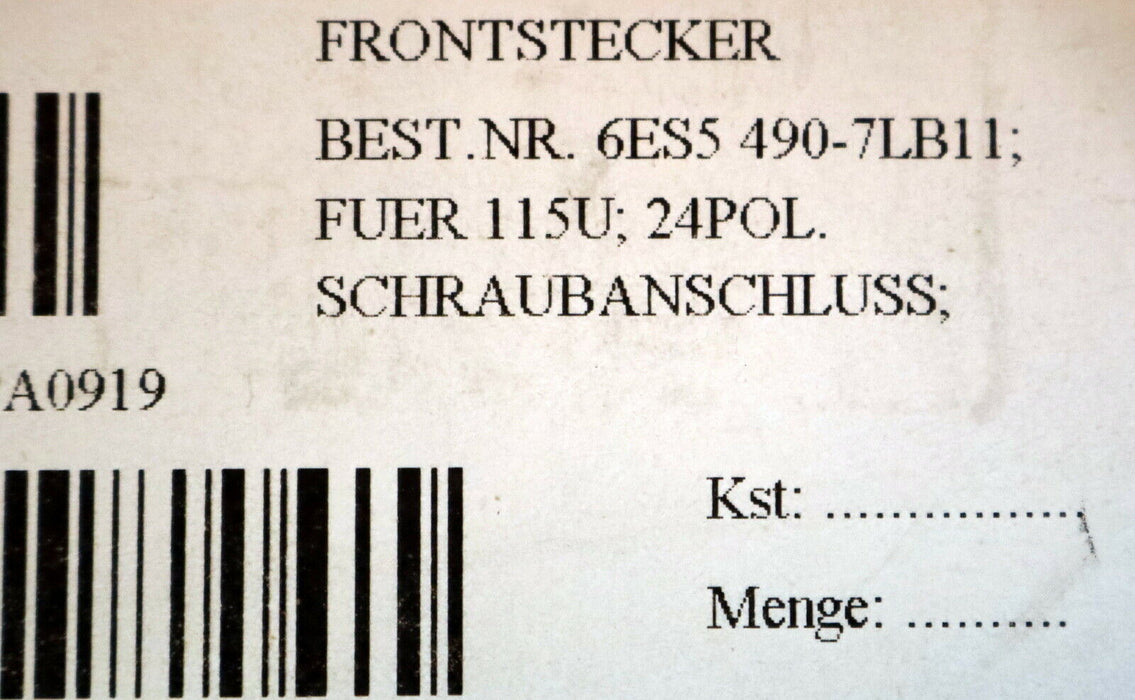 FRONTSTECKER
BEST.NR. 6ES5 490-7LB11;
FUER 115U; 24POL.
SCHRAUBANSCHLUSS;
A0919
Kst: ...................
Menge: ..........